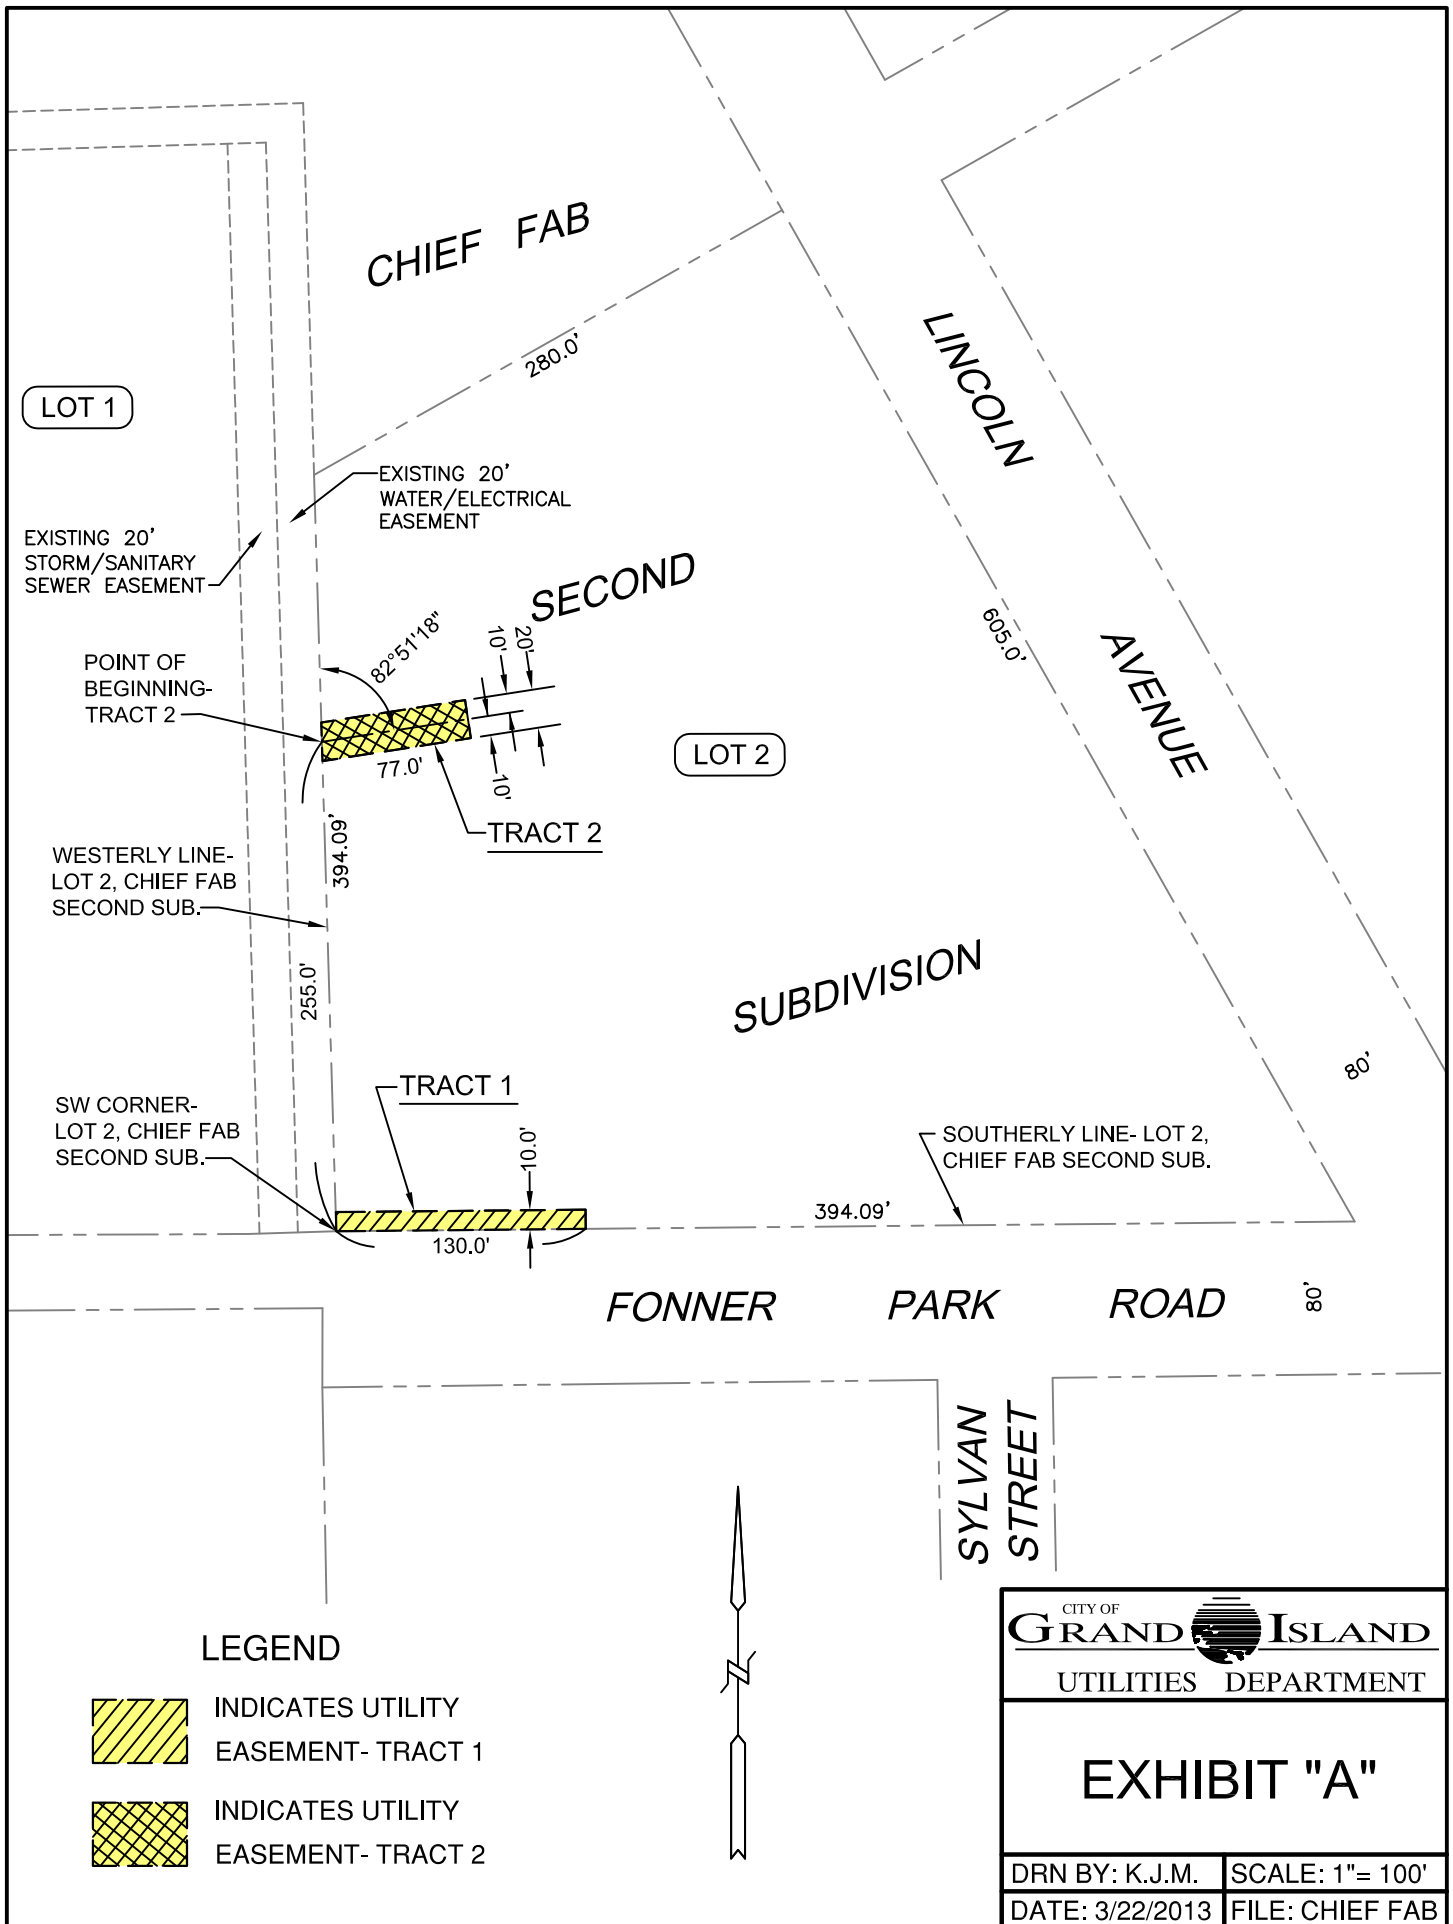 CHIEF FAB
280.0'
LINCOLN
LOT 1
EXISTING 20'
WATER/ELECTRICAL
EASEMENT
EXISTING 20'
STORM/SANITARY
SEWER EASEMENT
SECOND
82°51'18"
10'
20'
605.0'
AVENUE
POINT OF
BEGINNING-
TRACT 2
LOT 2
77.0'
10'
TRACT 2
394.09'
WESTERLY LINE-
LOT 2, CHIEF FAB
SECOND SUB.
255.0'
SUBDIVISION
80'
TRACT 1
SW CORNER-
LOT 2, CHIEF FAB
SECOND SUB.
10.0'
SOUTHERLY LINE- LOT 2,
CHIEF FAB SECOND SUB.
394.09'
130.0'
FONNER PARK ROAD
80'
SYLVAN
STREET
LEGEND
INDICATES UTILITY
EASEMENT- TRACT 1
INDICATES UTILITY
EASEMENT- TRACT 2
CITY OF
GRAND ISLAND
UTILITIES DEPARTMENT
EXHIBIT "A"
DRN BY: K.J.M.
SCALE: 1"= 100'
DATE: 3/22/2013
FILE: CHIEF FAB